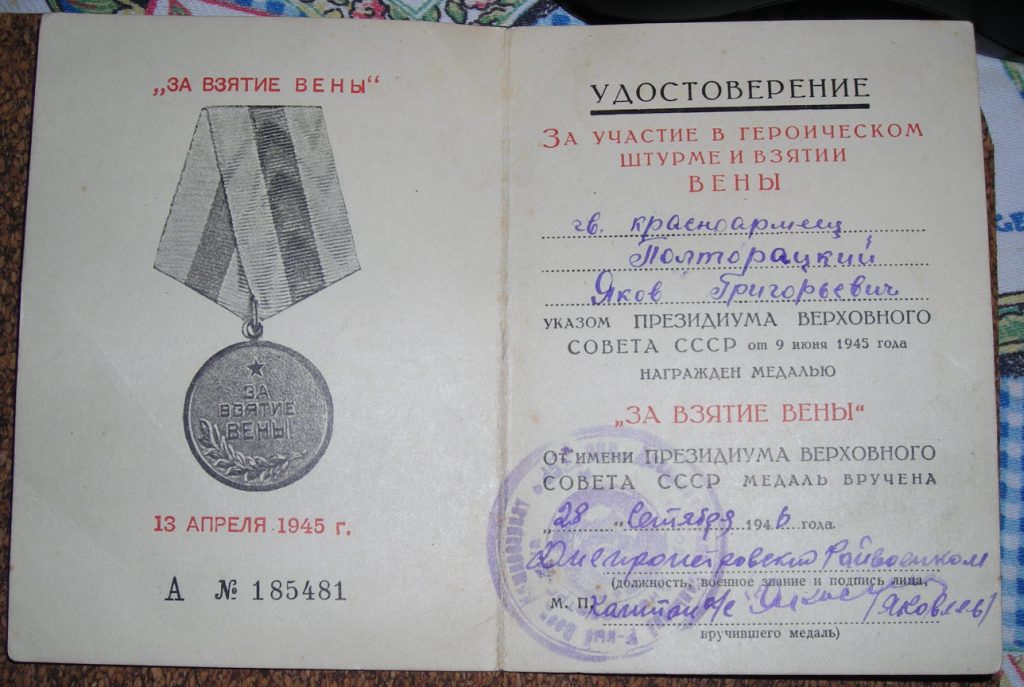 „ЗА ВЗЯТИЕ ВЕНЫ“
ЗА
ВЗЯТИЕ
ВЕНЫ
13 АПРЕЛЯ 1945 г.
А № 185481
УДОСТОВЕРЕНИЕ
ЗА УЧАСТИЕ В ГЕРОИЧЕСКОМ
ШТУРМЕ И ВЗЯТИИ
ВЕНЫ
гв. красноармеец
Полторацкий
Яков Григорьевич
УКАЗОМ ПРЕЗИДИУМА ВЕРХОВНОГО
СОВЕТА СССР от 9 июня 1945 года
НАГРАЖДЕН МЕДАЛЬЮ
„ЗА ВЗЯТИЕ ВЕНЫ“
ОТ ИМЕНИ ПРЕЗИДИУМА ВЕРХОВНОГО
СОВЕТА СССР МЕДАЛЬ ВРУЧЕНА
„28“ сентября 1946 года.
Днепропетровский Райвоенком
(должность, военное звание и подпись лица,
М. П. Капитан а/с /Яковлев/
вручившего медаль)